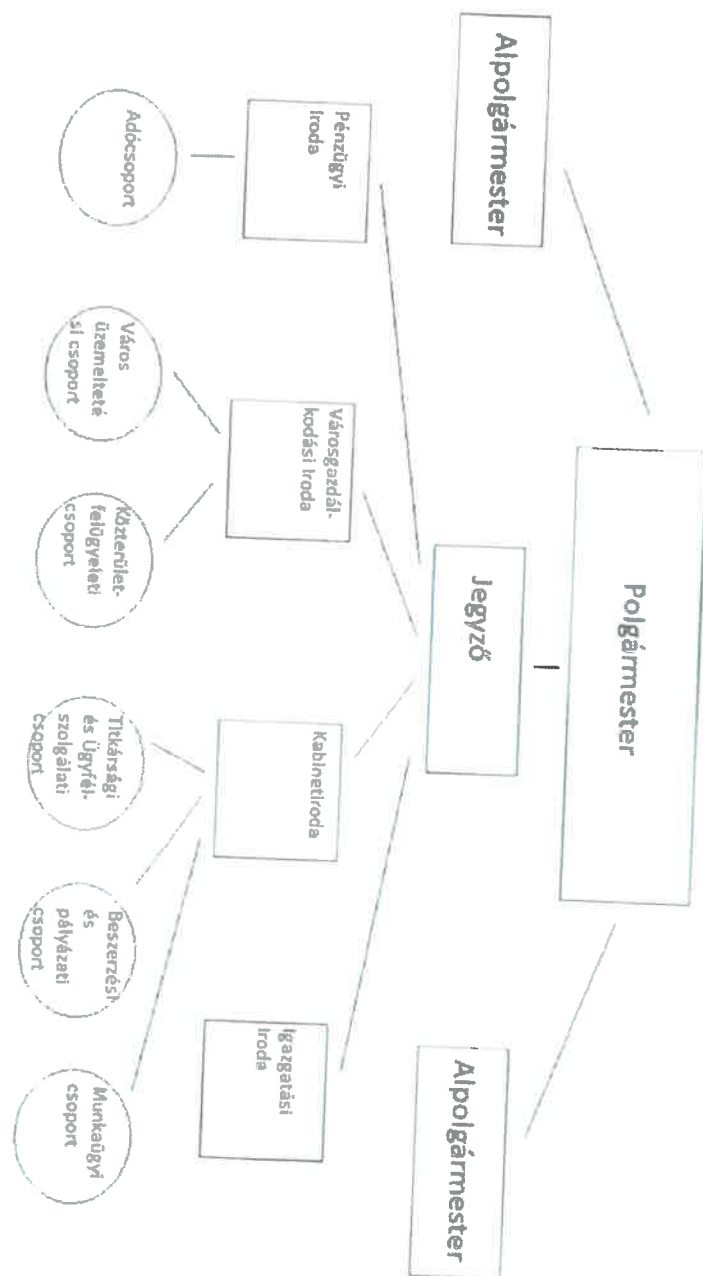 Polgármester
Alpolgármester
Alpolgármester
Jegyző
Pénzügyi
Iroda
Városgazdál-
kodási Iroda
Kabinetiroda
Igazgatási
Iroda
Adócsoport
Város
üzemelteté
si csoport
Közterület-
felügyeleti
csoport
Titkársági
és Ügyfél-
szolgálati
csoport
Beszerzési
és
pályázati
csoport
Munkaügyi
csoport